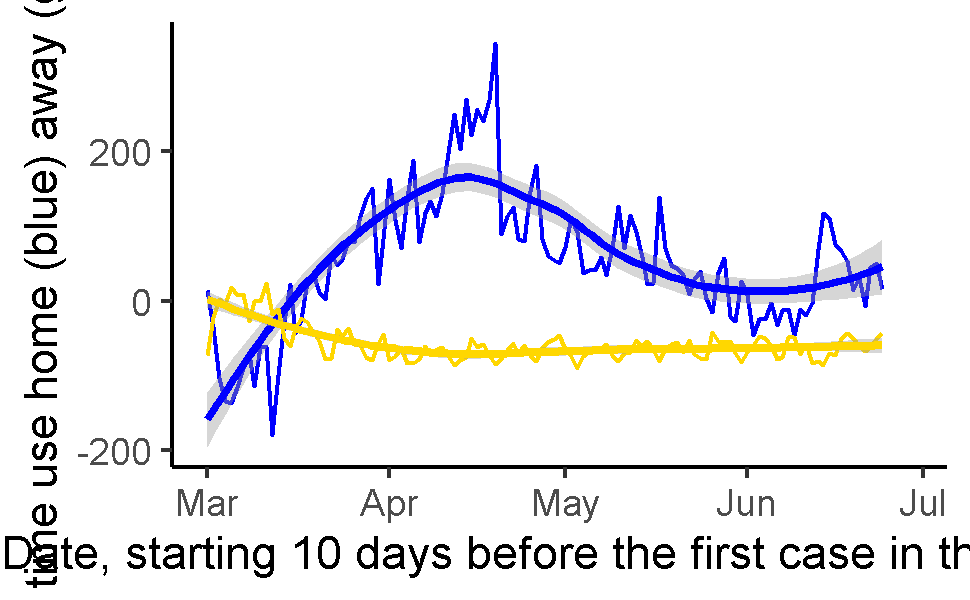 time use home (blue) away (
200
0
-200
Mar Apr May Jun Jul
Date, starting 10 days before the first case in th